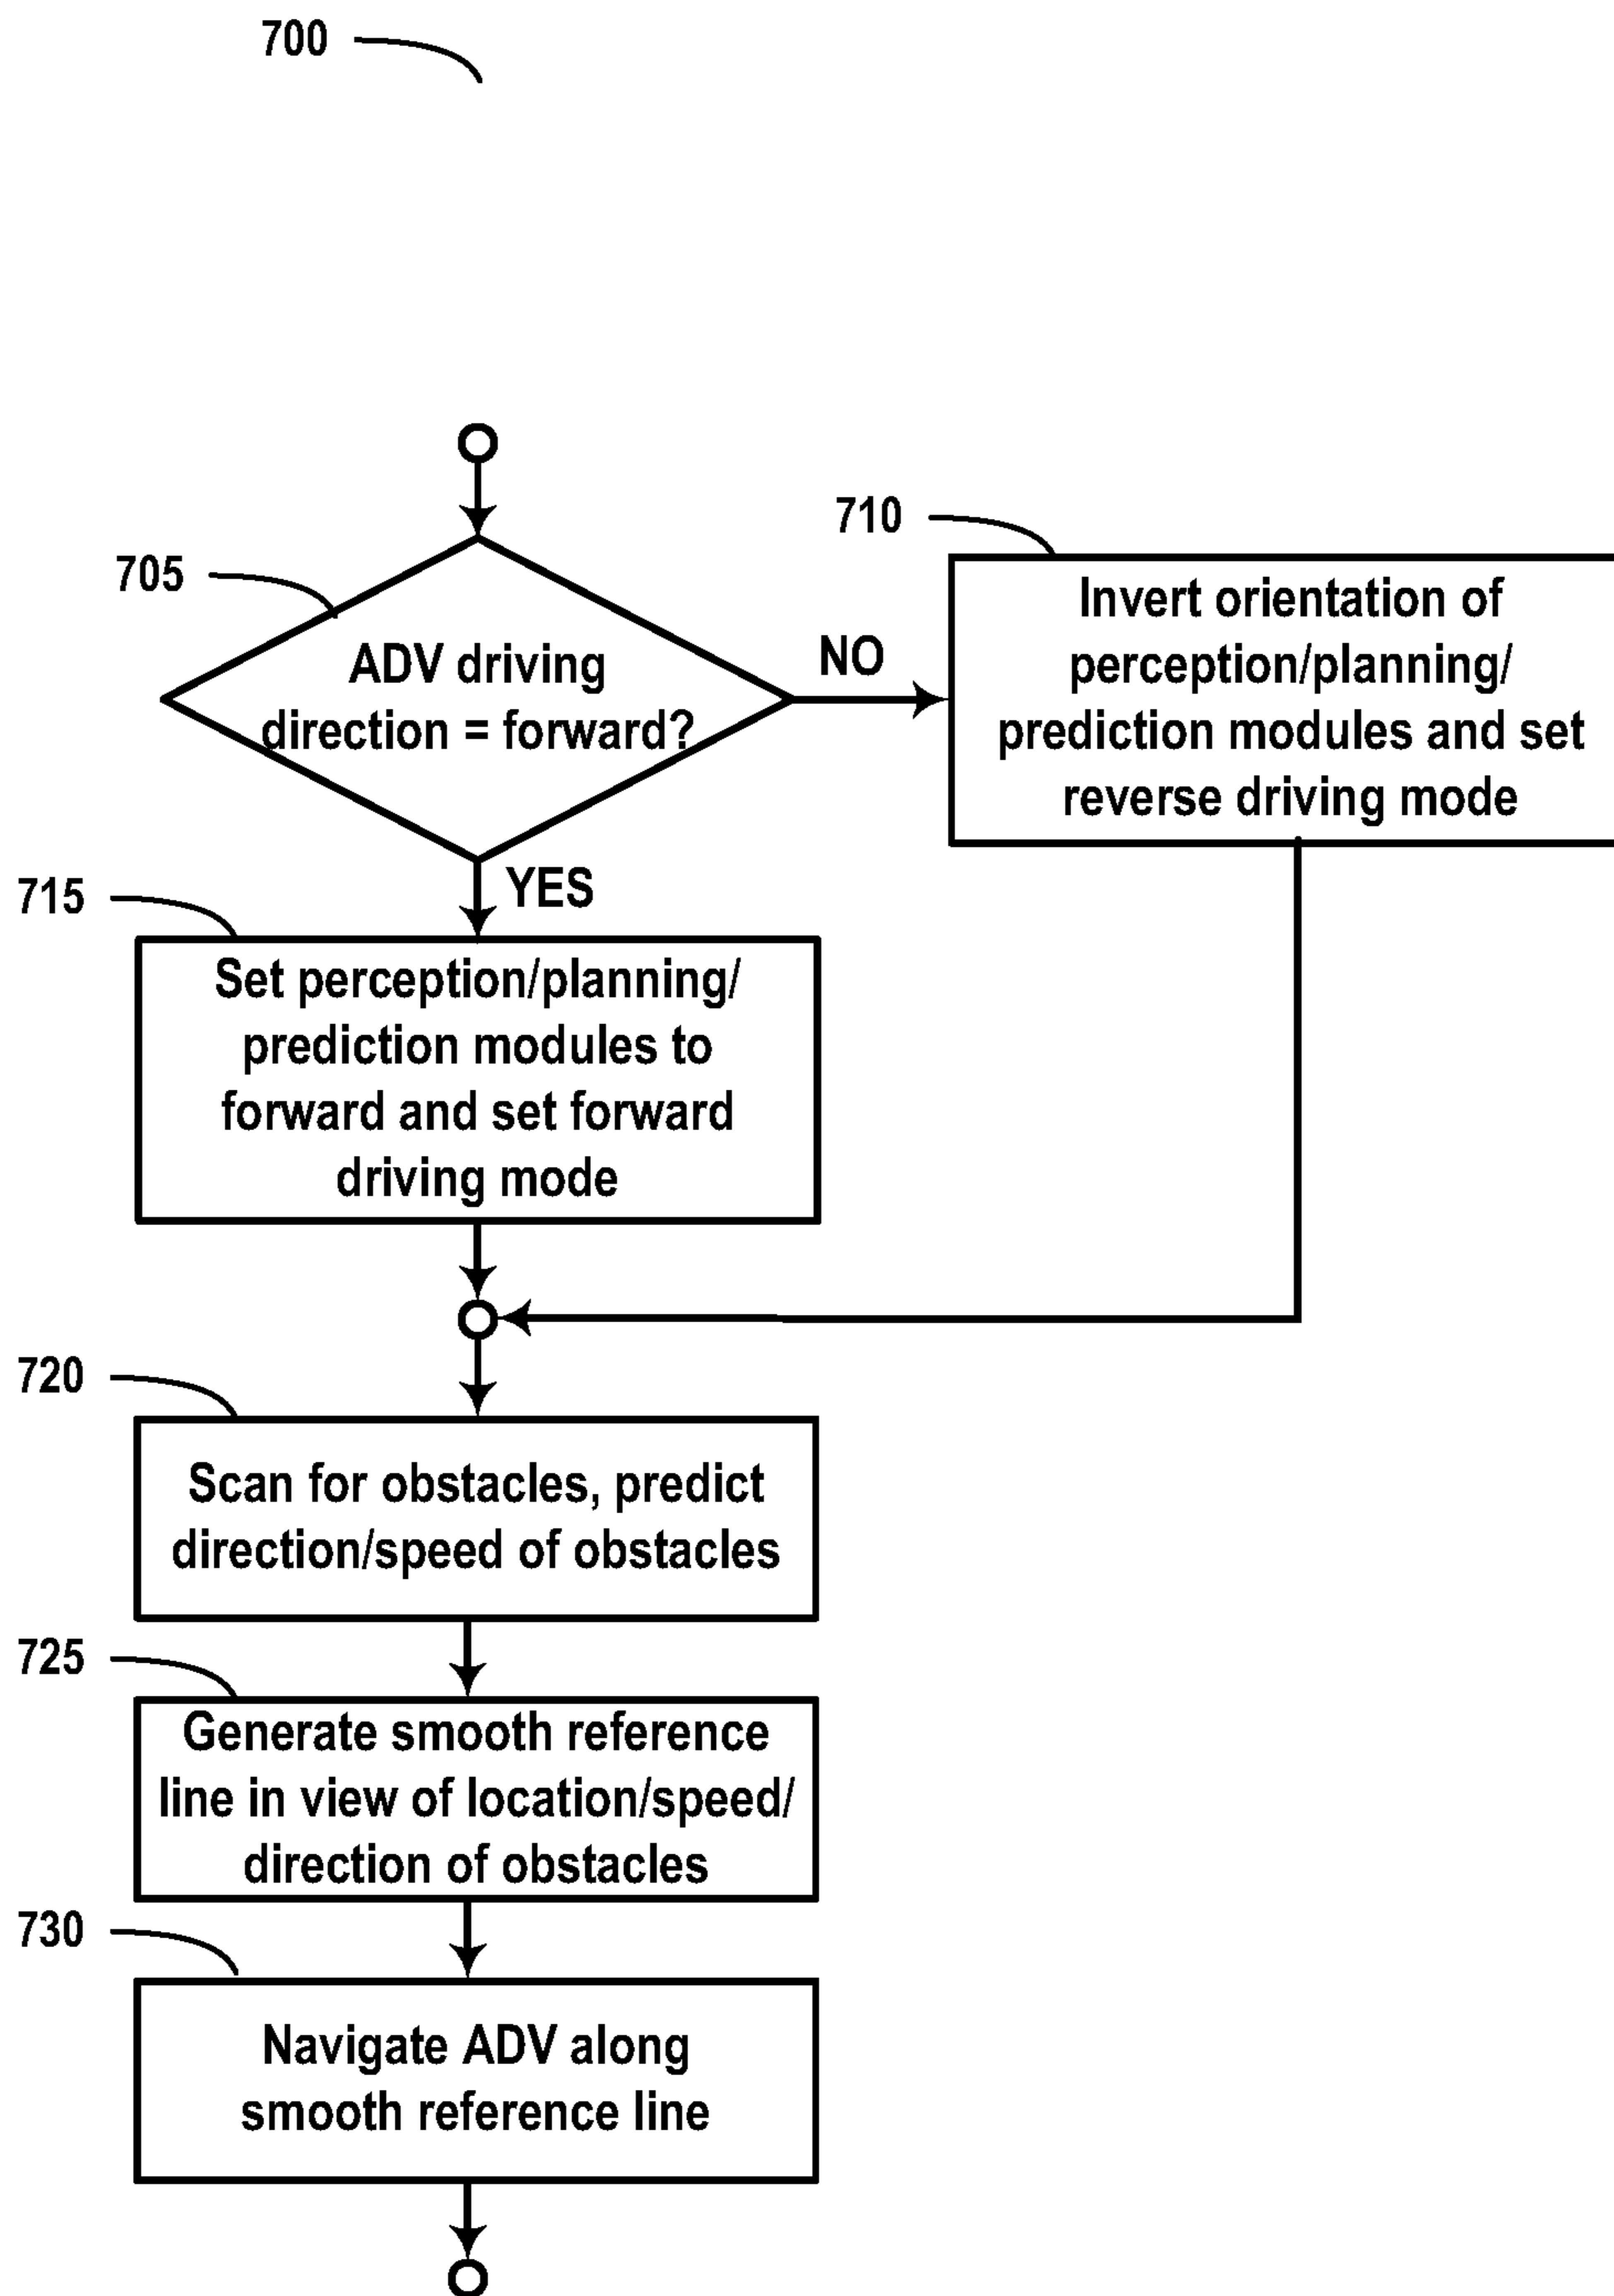 700
705
ADV driving
direction = forward?
NO
710
Invert orientation of
perception/planning/
prediction modules and set
reverse driving mode
YES
715
Set perception/planning/
prediction modules to
forward and set forward
driving mode
720
Scan for obstacles, predict
direction/speed of obstacles
725
Generate smooth reference
line in view of location/speed/
direction of obstacles
730
Navigate ADV along
smooth reference line